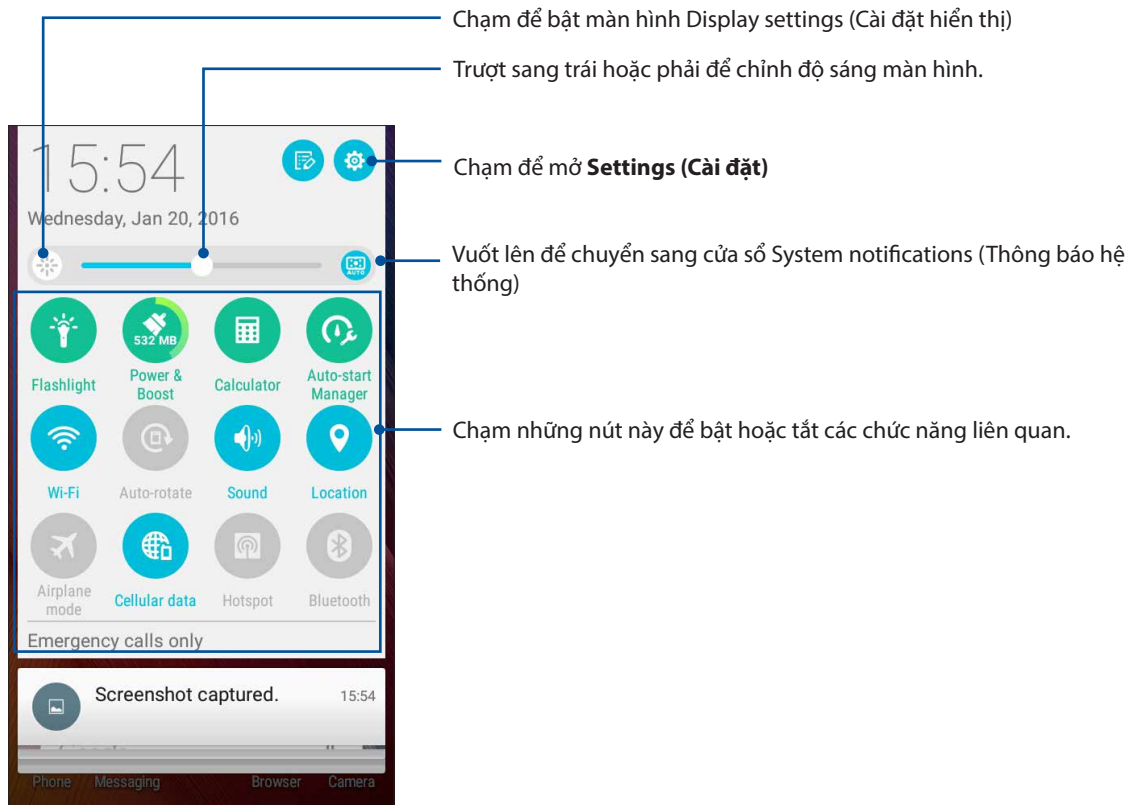 Chạm để bật màn hình Display settings (Cài đặt hiển thị)
Trượt sang trái hoặc phải để chỉnh độ sáng màn hình.
Chạm để mở Settings (Cài đặt)
Vuốt lên để chuyển sang cửa sổ System notifications (Thông báo hệ
thống)
Chạm những nút này để bật hoặc tắt các chức năng liên quan.
15:54
Wednesday, Jan 20, 2016
AUTO
532 MB
Flashlight
Power &
Boost
Calculator
Auto-start
Manager
Wi-Fi
Auto-rotate
Sound
Location
Airplane
mode
Cellular data
Hotspot
Bluetooth
Emergency calls only
Screenshot captured.
15:54
Phone
Messaging
Browser
Camera